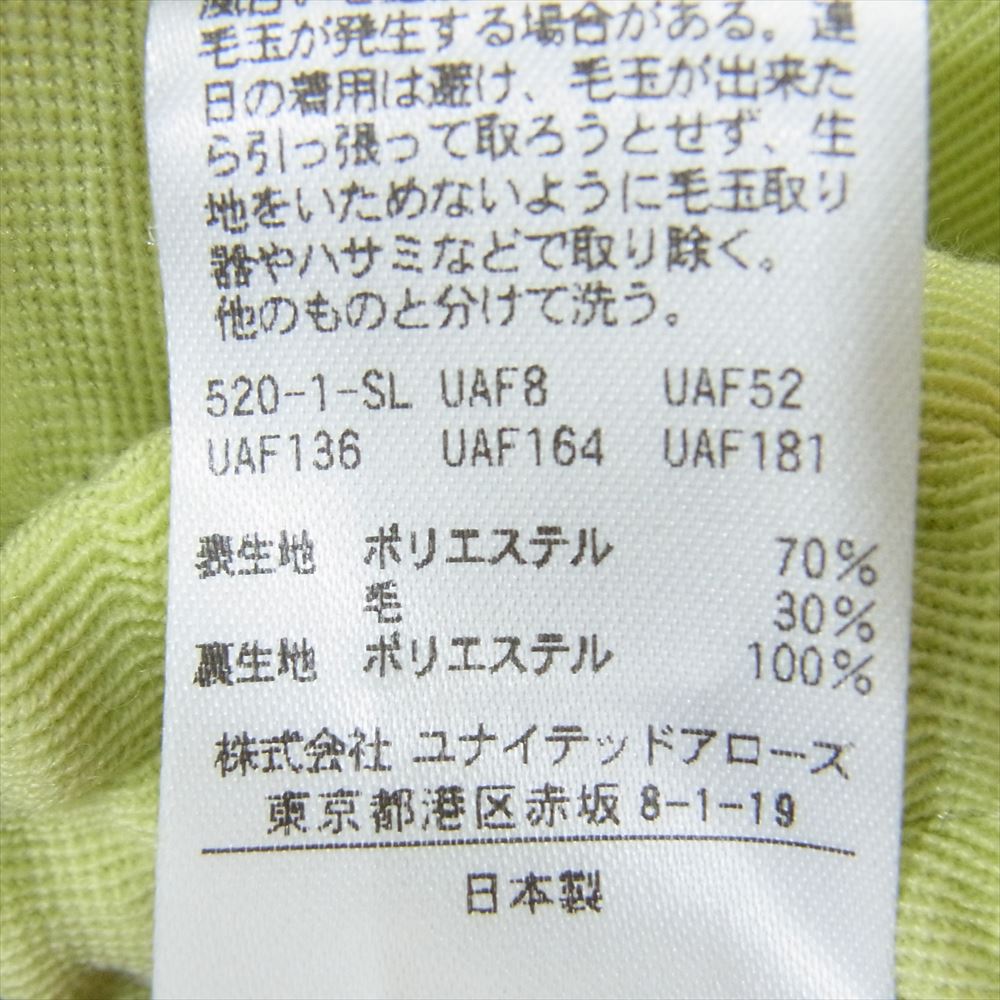 毛玉が発生する場合がある。連
日の着用は避け、毛玉が出来た
ら引っ張って取ろうとせず、生
地をいためないように毛玉取り
器やハサミなどで取り除く。
他のものと分けて洗う。
520-1-SL UAF8 UAF52
UAF136 UAF164 UAF181
表生地 ポリエステル 70%
毛 30%
裏生地 ポリエステル 100%
株式会社 ユナイテッドアローズ
東京都港区赤坂 8-1-19
日本製